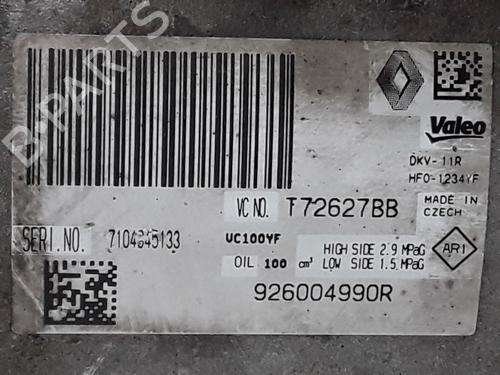 B-PARTS
Valeo
DKV-11R
HFO-1234YF
VC NO. T72627BB
MADE IN
CZECH
SERI.NO. 7104845133
VC100YF
HIGH SIDE 2.9 MPaG
OIL 100 cm³ LOW SIDE 1.5 MPaG
AR1
926004990R